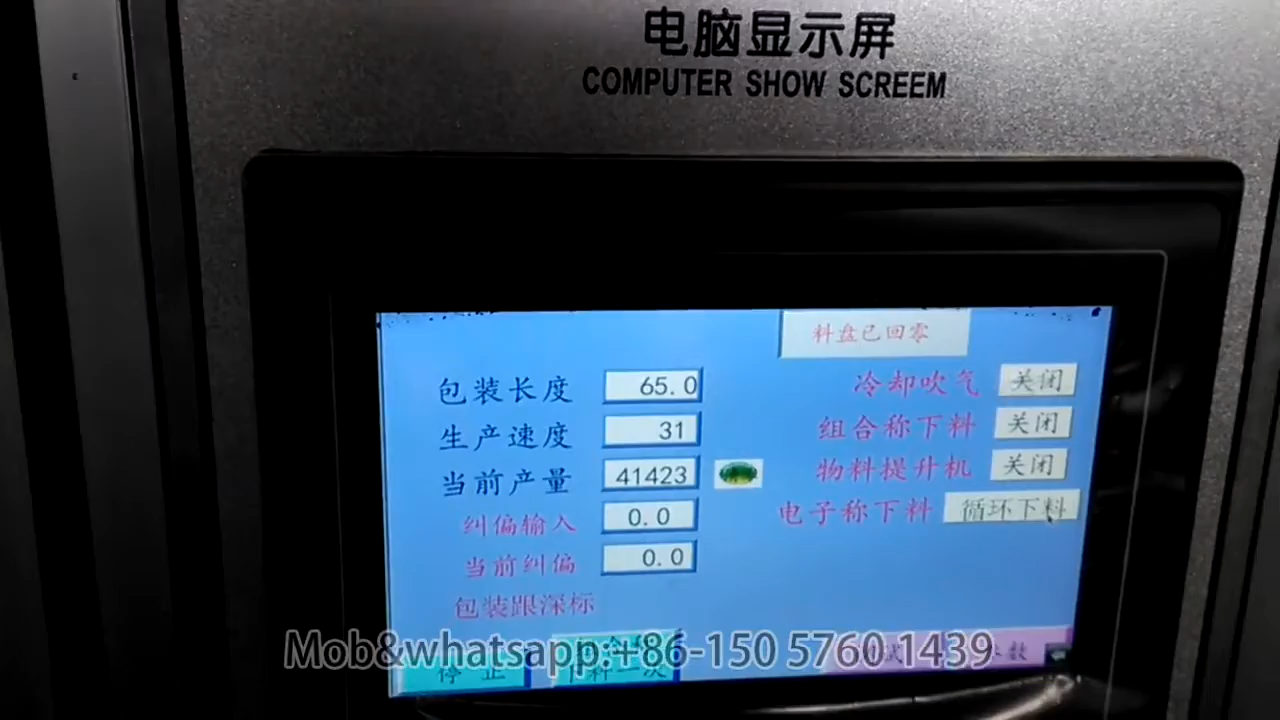 电脑显示屏
COMPUTER SHOW SCREEM
料盘已回零
包装长度 65.0 冷却吹气 关闭
生产速度 31 组合称下料 关闭
当前产量 41423 物料提升机 关闭
纠偏输入 0.0 电子称下料 循环下料
当前纠偏 0.0
包装跟深标
Mob&whatsapp:+86-150 5760 1439
停止 下料一次